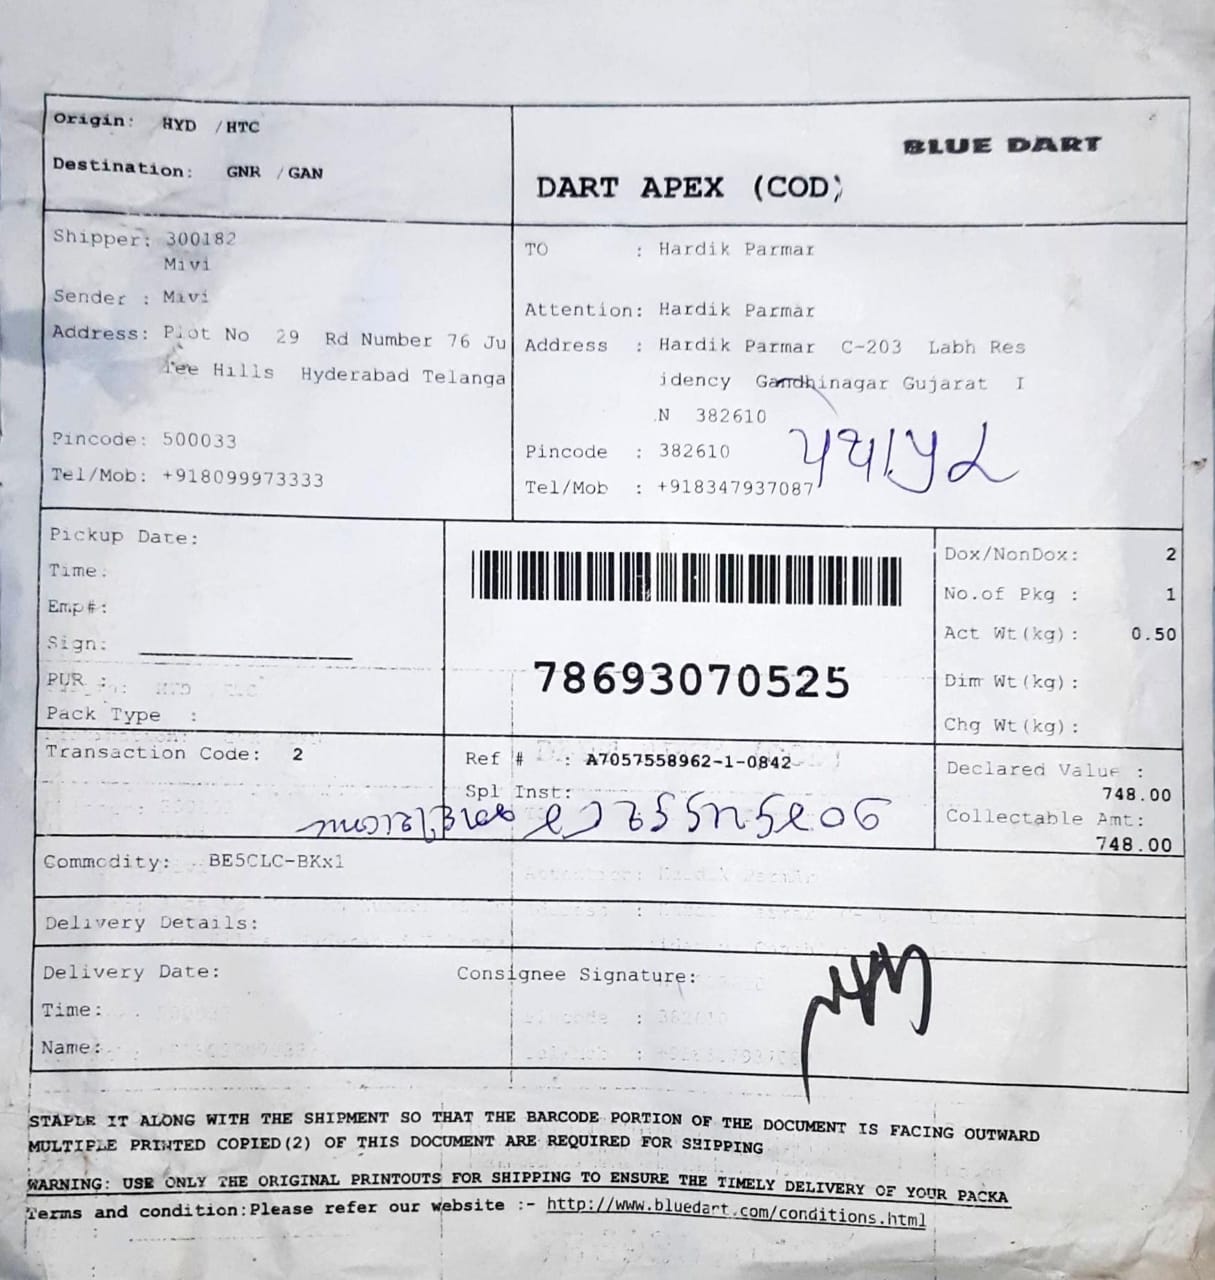 Origin: HYD / HTC
Destination: GNR / GAN
BLUE DART
DART APEX (COD)
Shipper: 300182
Mivi
Sender : Mivi
Address: Plot No 29 Rd Number 76 Ju
lee Hills Hyderabad Telanga
Pincode: 500033
Tel/Mob: +918099973333
TO : Hardik Parmar
Attention: Hardik Parmar
Address : Hardik Parmar C-203 Labh Res
idency Gandhinagar Gujarat I
N 382610
Pincode : 382610
Tel/Mob : +918347937087
Pickup Date:
Time:
Emp#:
Sign:
PUR :
Pack Type :
78693070525
Dox/NonDox: 2
No.of Pkg : 1
Act Wt(kg): 0.50
Dim Wt(kg):
Chg Wt(kg):
Transaction Code: 2
Ref # : A7057558962-1-0842
Spl Inst:
Declared Value :
748.00
Collectable Amt:
748.00
Commodity: BE5CLC-BKx1
Delivery Details:
Delivery Date:
Time:
Name:
Consignee Signature:
STAPLE IT ALONG WITH THE SHIPMENT SO THAT THE BARCODE PORTION OF THE DOCUMENT IS FACING OUTWARD
MULTIPLE PRINTED COPIED(2) OF THIS DOCUMENT ARE REQUIRED FOR SHIPPING
WARNING: USE ONLY THE ORIGINAL PRINTOUTS FOR SHIPPING TO ENSURE THE TIMELY DELIVERY OF YOUR PACKA
Terms and condition:Please refer our website :- http://www.bluedart.com/conditions.html